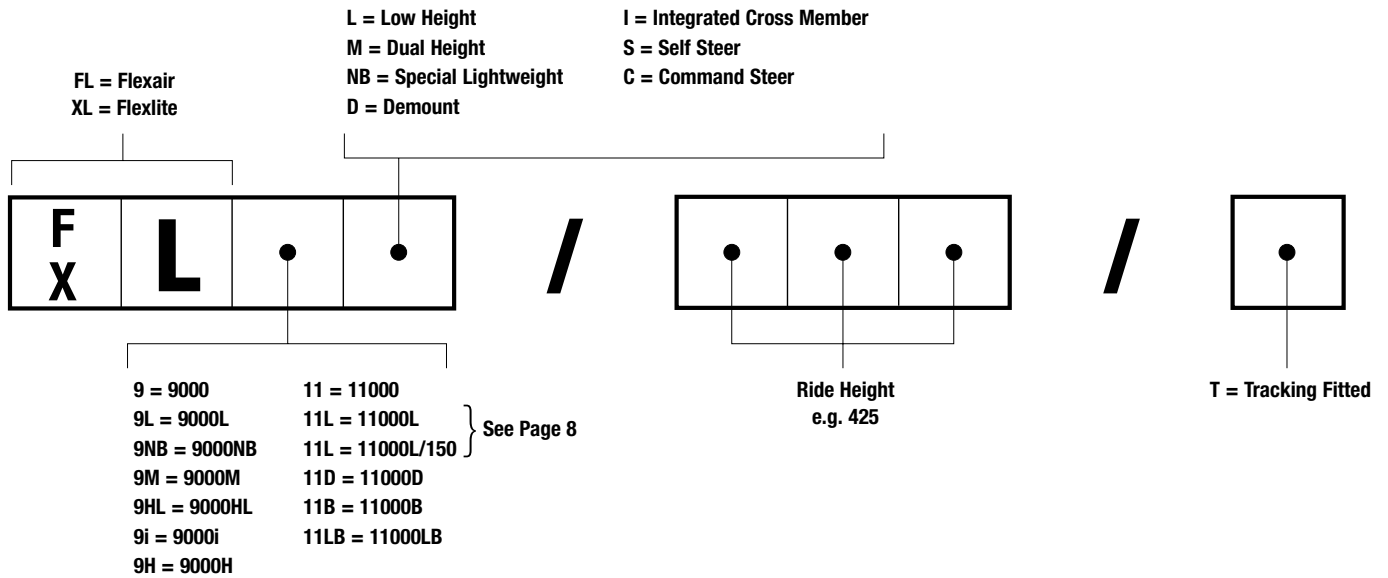 L = Low Height
M = Dual Height
NB = Special Lightweight
D = Demount
I = Integrated Cross Member
S = Self Steer
C = Command Steer
FL = Flexair
XL = Flexlite
F
X
L
/
/
9 = 9000
9L = 9000L
9NB = 9000NB
9M = 9000M
9HL = 9000HL
9i = 9000i
9H = 9000H
11 = 11000
11L = 11000L
11L = 11000L/150
11D = 11000D
11B = 11000B
11LB = 11000LB
See Page 8
Ride Height
e.g. 425
T = Tracking Fitted